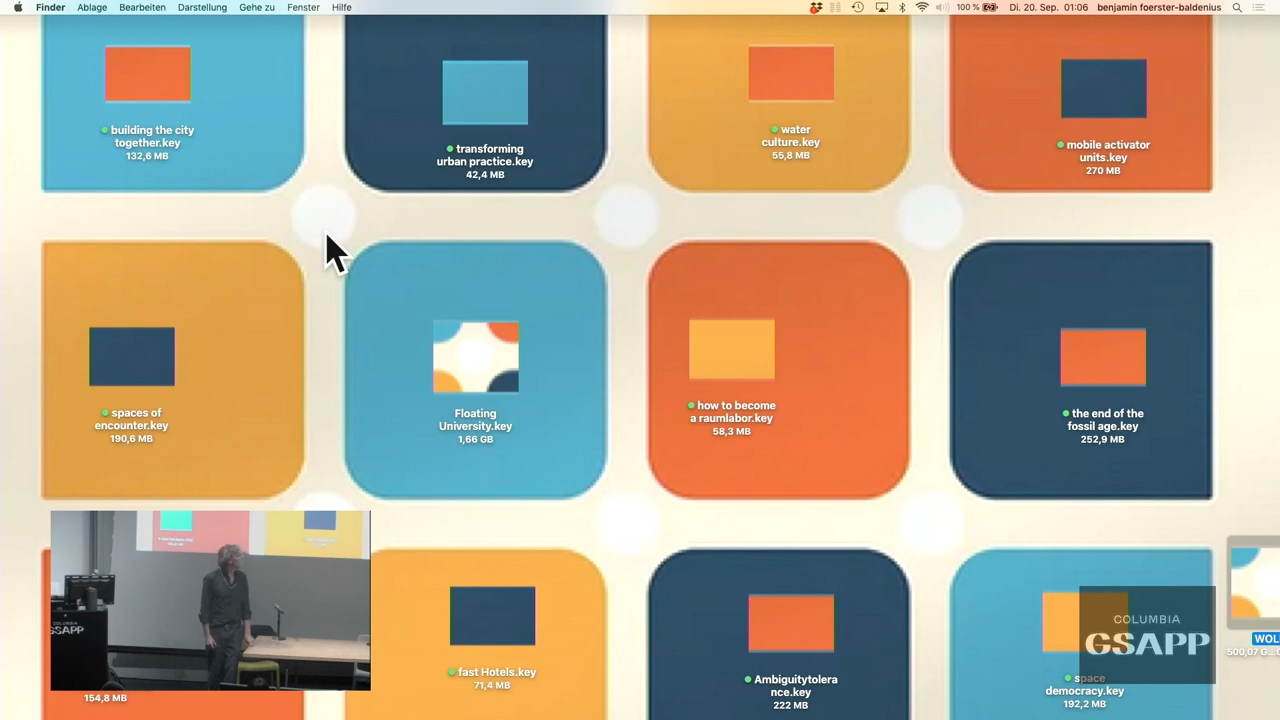 Finder Ablage Bearbeiten Darstellung Gehe zu Fenster Hilfe 100 % Di. 20. Sep. 01:06 benjamin foerster-baldenius
building the city
together.key
132,6 MB
transforming
urban practice.key
42,4 MB
water
culture.key
55,8 MB
mobile activator
units.key
270 MB
spaces of
encounter.key
190,6 MB
Floating
University.key
1,66 GB
how to become
a raumlabor.key
58,3 MB
the end of the
fossil age.key
252,9 MB
154,8 MB
fast Hotels.key
71,4 MB
Ambiguitytolera
nce.key
222 MB
space
democracy.key
192,2 MB
COLUMBIA
GSAPP
WOL
500,07 G...
COLUMBIA
GSAPP